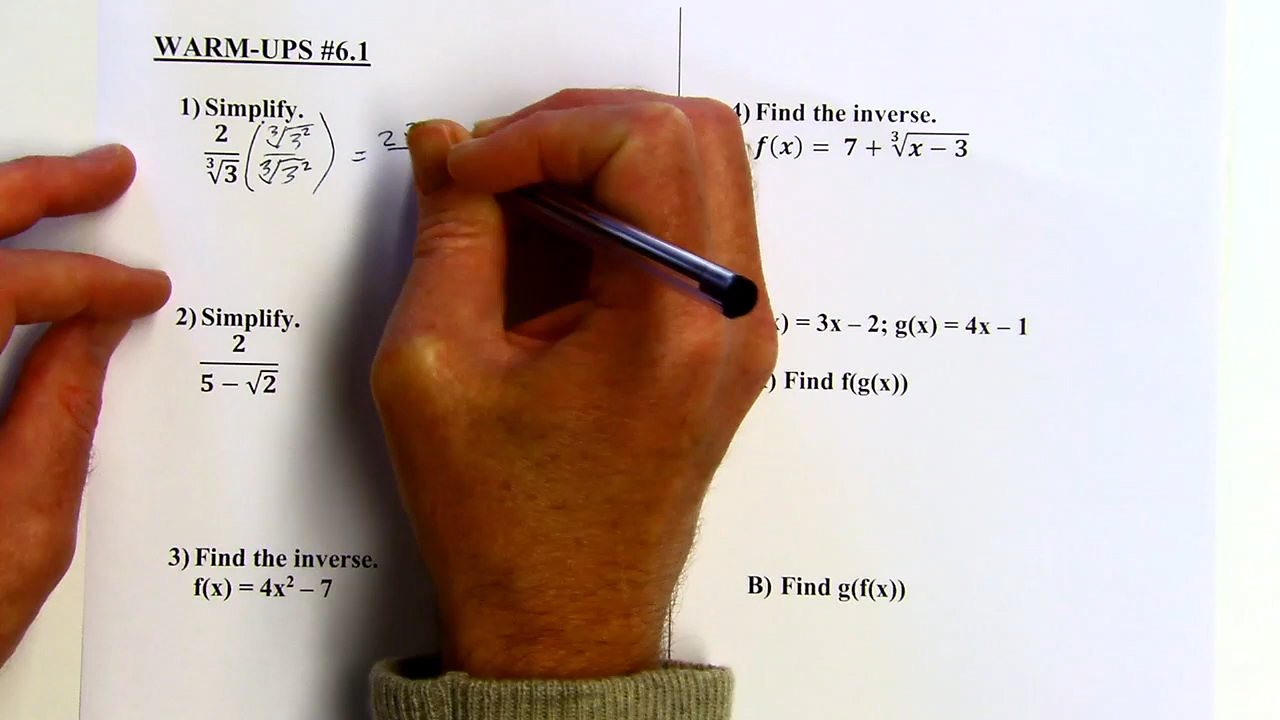 WARM-UPS #6.1
1) Simplify.
2/∛3 (∛3²/∛3²) = 2
2) Simplify.
2/(5 − √2)
3) Find the inverse.
f(x) = 4x² – 7
4) Find the inverse.
f(x) = 7 + ∛(x − 3)
) = 3x – 2; g(x) = 4x – 1
) Find f(g(x))
B) Find g(f(x))